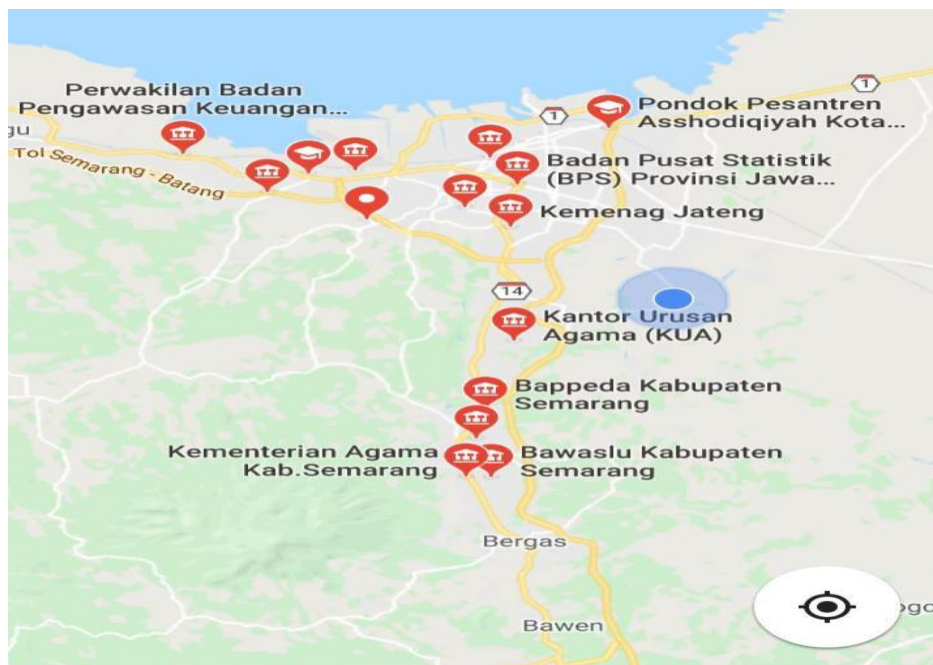 Perwakilan Badan
Pengawasan Keuangan...
gu
Tol Semarang - Batang
1
1
Pondok Pesantren
Asshodiqiyah Kota...
Badan Pusat Statistik
(BPS) Provinsi Jawa...
Kemenag Jateng
14
Kantor Urusan
Agama (KUA)
Bappeda Kabupaten
Semarang
Kementerian Agama
Kab.Semarang
Bawaslu Kabupaten
Semarang
Bergas
Bawen
ogo